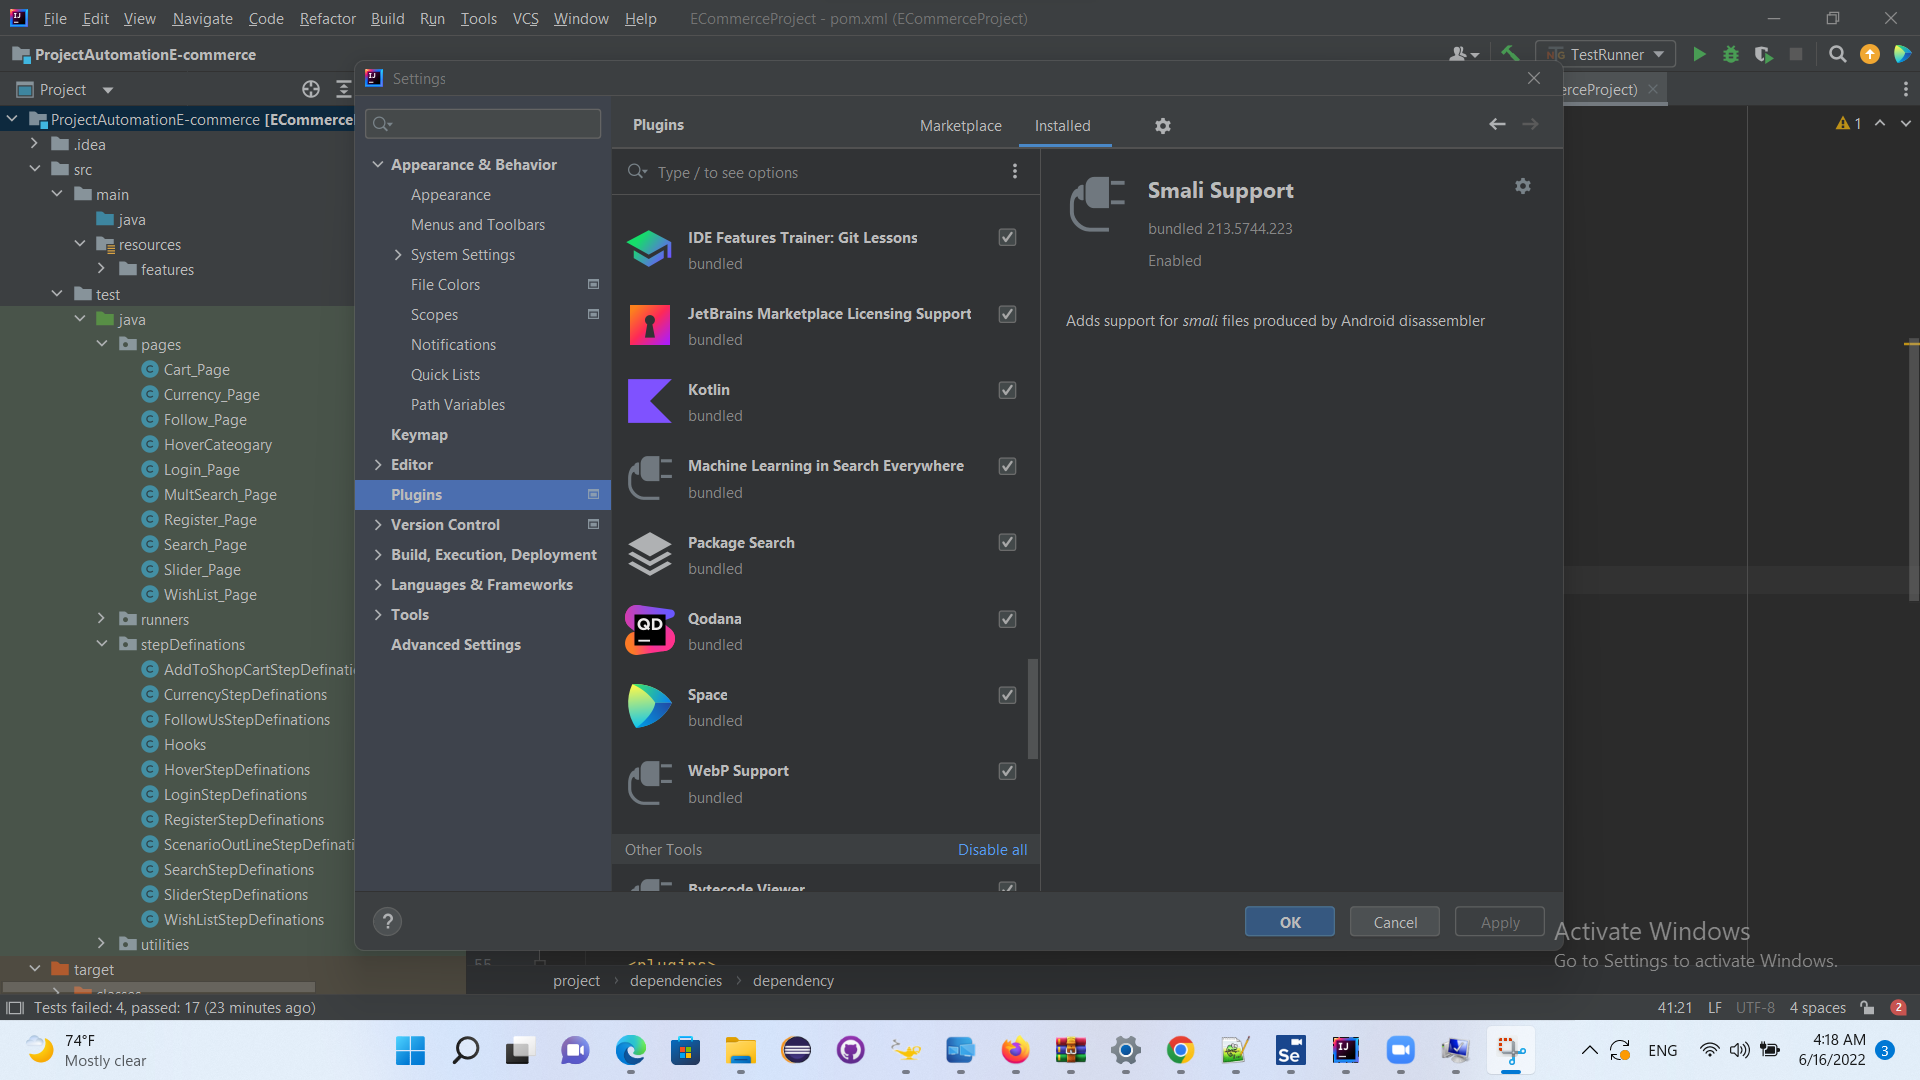 File Edit View Navigate Code Refactor Build Run Tools VCS Window Help ECommerceProject - pom.xml (ECommerceProject)
ProjectAutomationE-commerce
TestRunner
Project
erceProject)
1
ProjectAutomationE-commerce [ECommerce
.idea
src
main
java
resources
features
test
java
pages
Cart_Page
Currency_Page
Follow_Page
HoverCateogary
Login_Page
MultSearch_Page
Register_Page
Search_Page
Slider_Page
WishList_Page
runners
stepDefinations
AddToShopCartStepDefinati
CurrencyStepDefinations
FollowUsStepDefinations
Hooks
HoverStepDefinations
LoginStepDefinations
RegisterStepDefinations
ScenarioOutLineStepDefinati
SearchStepDefinations
SliderStepDefinations
WishListStepDefinations
utilities
target
classes
Settings
Appearance & Behavior
Appearance
Menus and Toolbars
System Settings
File Colors
Scopes
Notifications
Quick Lists
Path Variables
Keymap
Editor
Plugins
Version Control
Build, Execution, Deployment
Languages & Frameworks
Tools
Advanced Settings
Plugins
Marketplace Installed
Type / to see options
IDE Features Trainer: Git Lessons
bundled
JetBrains Marketplace Licensing Support
bundled
Kotlin
bundled
Machine Learning in Search Everywhere
bundled
Package Search
bundled
QD
Qodana
bundled
Space
bundled
WebP Support
bundled
Other Tools Disable all
Bytecode Viewer
Smali Support
bundled 213.5744.223
Enabled
Adds support for smali files produced by Android disassembler
?
OK Cancel Apply
Activate Windows
Go to Settings to activate Windows.
55 <plugins>
project dependencies dependency
Tests failed: 4, passed: 17 (23 minutes ago)
41:21 LF UTF-8 4 spaces 2
74°F
Mostly clear
Se
IJ
ENG
4:18 AM
6/16/2022
3